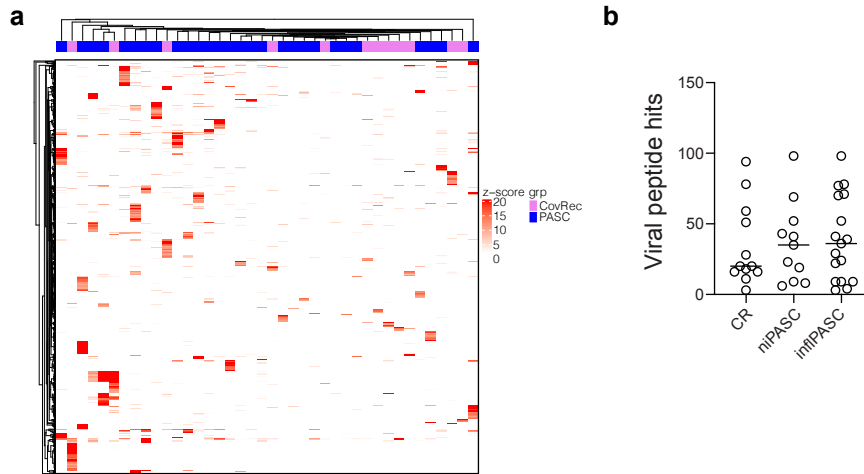 a
z-score grp
20
15
10
5
0
CovRec
PASC
b
Viral peptide hits
150
100
50
0
CR
niPASC
inflPASC